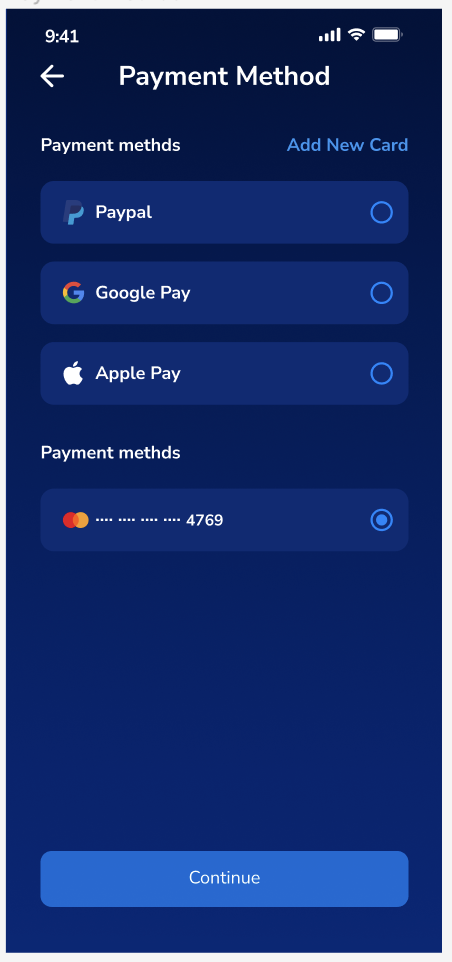 9:41
Payment Method
Payment methds Add New Card
Paypal
Google Pay
Apple Pay
Payment methds
···· ···· ···· ···· 4769
Continue